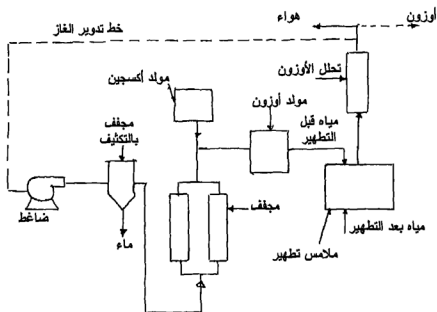 أوزون
هواء
خط تدوير الغاز
تحلل الأوزون
مولد أكسجين
مولد أوزون
مياه قبل
التطهير
مجفف
بالتكثيف
ضاغط
ماء
مجفف
مياه بعد التطهير
ملامس تطهير